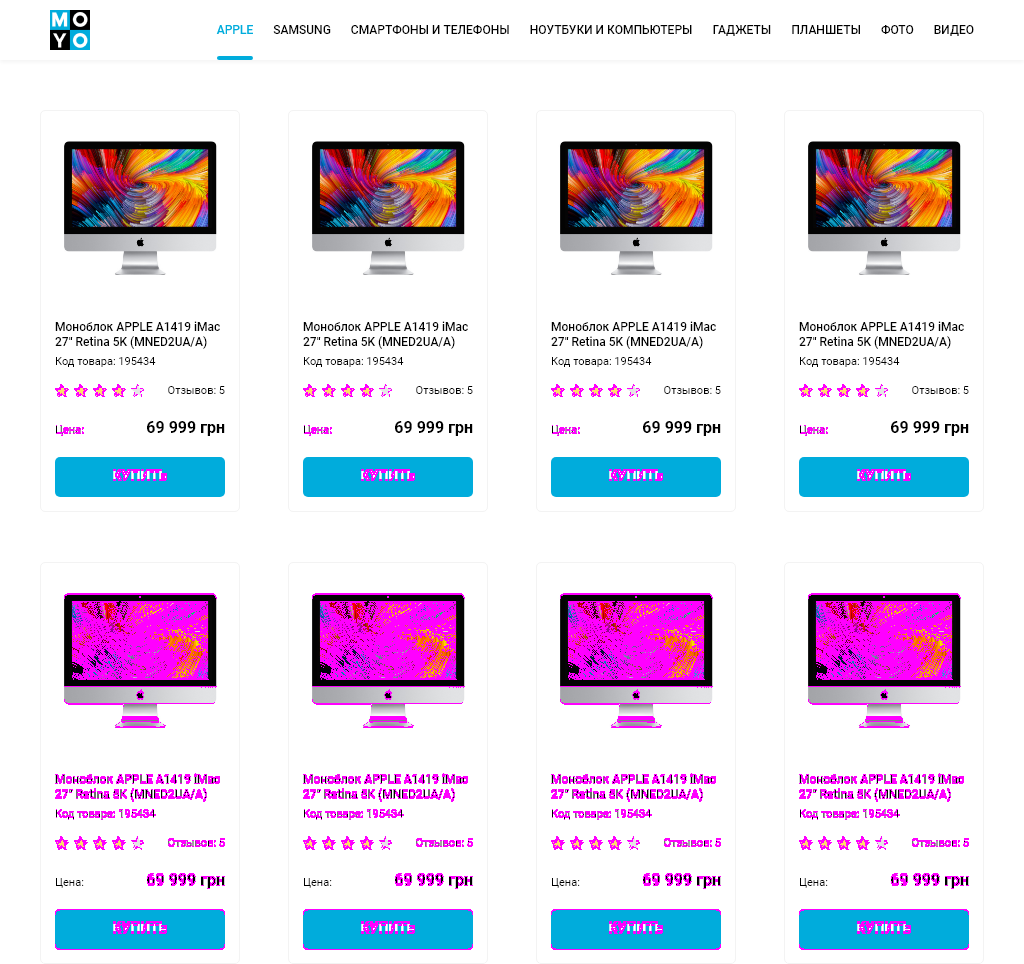 MO
YO
APPLE SAMSUNG СМАРТФОНЫ И ТЕЛЕФОНЫ НОУТБУКИ И КОМПЬЮТЕРЫ ГАДЖЕТЫ ПЛАНШЕТЫ ФОТО ВИДЕО
Моноблок APPLE A1419 iMac
27" Retina 5K (MNED2UA/A)
Код товара: 195434
Отзывов: 5
Цена: 69 999 грн
КУПИТЬ
Моноблок APPLE A1419 iMac
27" Retina 5K (MNED2UA/A)
Код товара: 195434
Отзывов: 5
Цена: 69 999 грн
КУПИТЬ
Моноблок APPLE A1419 iMac
27" Retina 5K (MNED2UA/A)
Код товара: 195434
Отзывов: 5
Цена: 69 999 грн
КУПИТЬ
Моноблок APPLE A1419 iMac
27" Retina 5K (MNED2UA/A)
Код товара: 195434
Отзывов: 5
Цена: 69 999 грн
КУПИТЬ
Моноблок APPLE A1419 iMac
27" Retina 5K (MNED2UA/A)
Код товара: 195434
Отзывов: 5
Цена: 69 999 грн
КУПИТЬ
Моноблок APPLE A1419 iMac
27" Retina 5K (MNED2UA/A)
Код товара: 195434
Отзывов: 5
Цена: 69 999 грн
КУПИТЬ
Моноблок APPLE A1419 iMac
27" Retina 5K (MNED2UA/A)
Код товара: 195434
Отзывов: 5
Цена: 69 999 грн
КУПИТЬ
Моноблок APPLE A1419 iMac
27" Retina 5K (MNED2UA/A)
Код товара: 195434
Отзывов: 5
Цена: 69 999 грн
КУПИТЬ